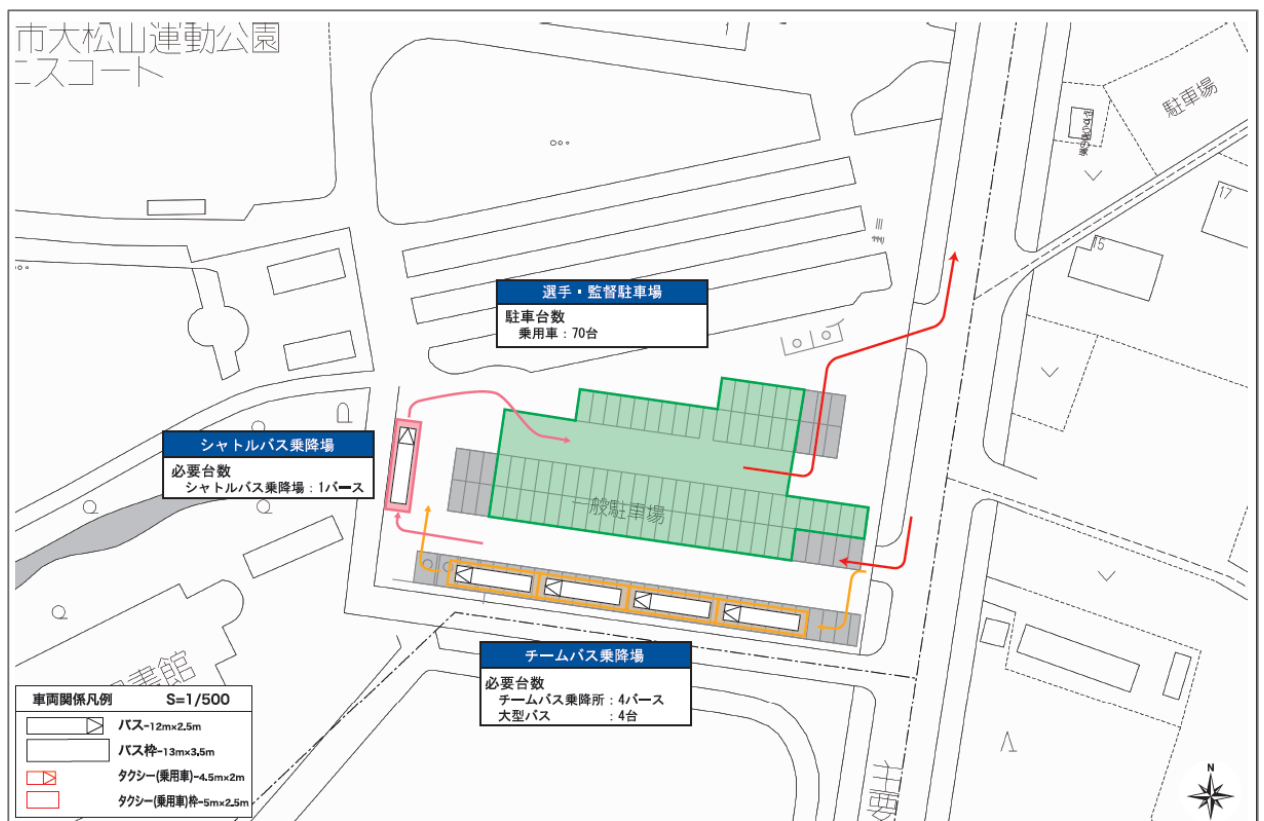 市大松山運動公園
ニスコート
駐車場
17
15
選手・監督駐車場
駐車台数
乗用車：70台
シャトルバス乗降場
必要台数
シャトルバス乗降場：1バース
一般駐車場
チームバス乗降場
必要台数
チームバス乗降所：4バース
大型バス　　　　：4台
書館
車両関係凡例　S=1/500
バス-12m×2.5m
バス枠-13m×3.5m
タクシー(乗用車)-4.5m×2m
タクシー(乗用車)枠-5m×2.5m
N